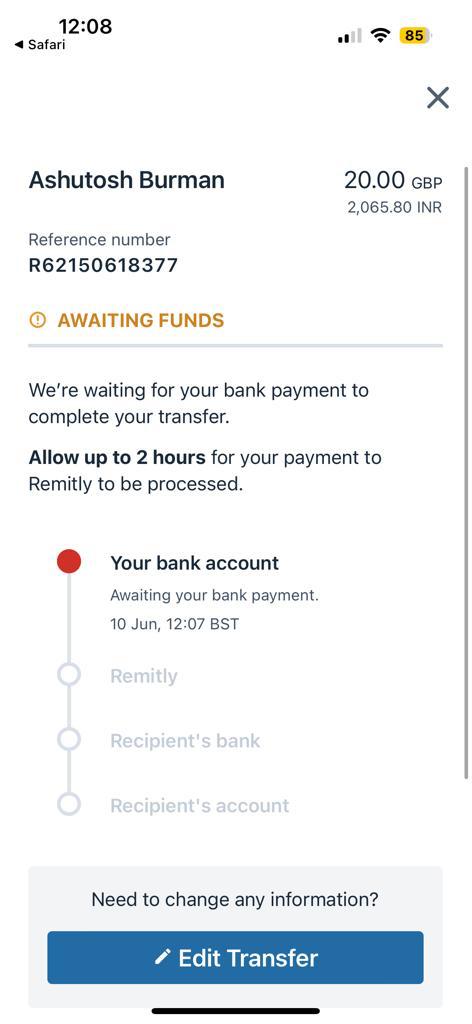 12:08
85
◀ Safari
Ashutosh Burman
20.00 GBP
2,065.80 INR
Reference number
R62150618377
AWAITING FUNDS
We’re waiting for your bank payment to
complete your transfer.
Allow up to 2 hours for your payment to
Remitly to be processed.
Your bank account
Awaiting your bank payment.
10 Jun, 12:07 BST
Remitly
Recipient's bank
Recipient's account
Need to change any information?
Edit Transfer